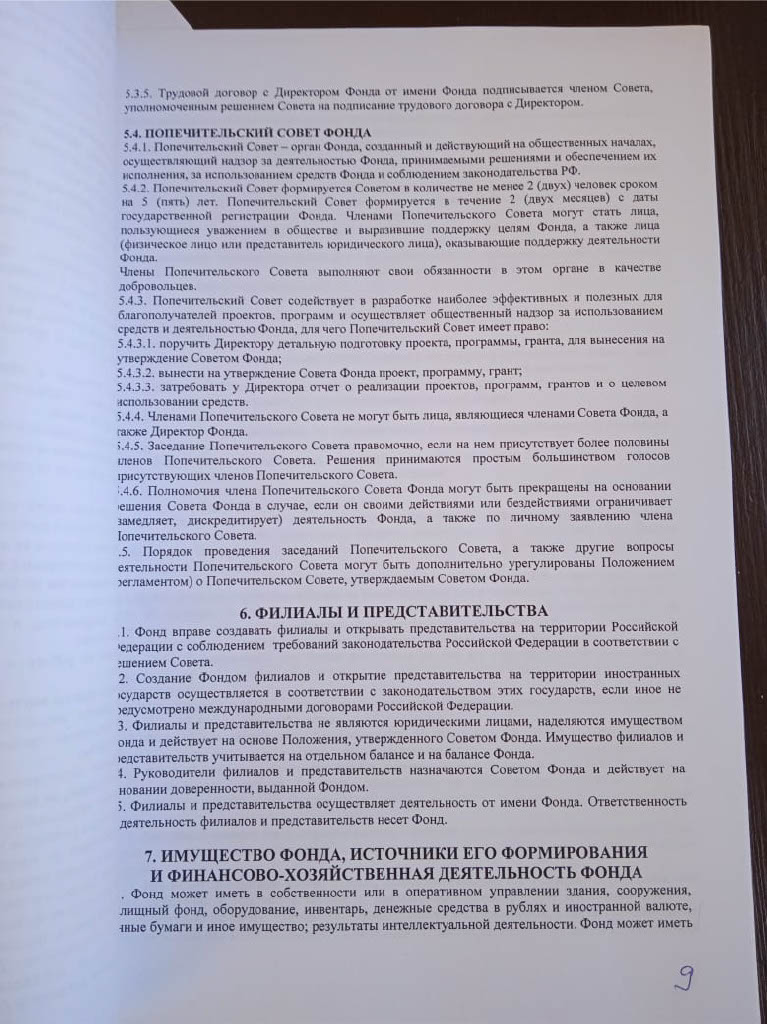 5.3.5. Трудовой договор с Директором Фонда от имени Фонда подписывается членом Совета,
уполномоченным решением Совета на подписание трудового договора с Директором.
5.4. ПОПЕЧИТЕЛЬСКИЙ СОВЕТ ФОНДА
5.4.1. Попечительский Совет – орган Фонда, созданный и действующий на общественных началах,
осуществляющий надзор за деятельностью Фонда, принимаемыми решениями и обеспечением их
исполнения, за использованием средств Фонда и соблюдением законодательства РФ.
5.4.2. Попечительский Совет формируется Советом в количестве не менее 2 (двух) человек сроком
на 5 (пять) лет. Попечительский Совет формируется в течение 2 (двух месяцев) с даты
государственной регистрации Фонда. Членами Попечительского Совета могут стать лица,
пользующиеся уважением в обществе и выразившие поддержку целям Фонда, а также лица
(физическое лицо или представитель юридического лица), оказывающие поддержку деятельности
Фонда.
Члены Попечительского Совета выполняют свои обязанности в этом органе в качестве
добровольцев.
5.4.3. Попечительский Совет содействует в разработке наиболее эффективных и полезных для
благополучателей проектов, программ и осуществляет общественный надзор за использованием
средств и деятельностью Фонда, для чего Попечительский Совет имеет право:
5.4.3.1. поручить Директору детальную подготовку проекта, программы, гранта, для вынесения на
утверждение Советом Фонда;
5.4.3.2. вынести на утверждение Совета Фонда проект, программу, грант;
5.4.3.3. затребовать у Директора отчет о реализации проектов, программ, грантов и о целевом
использовании средств.
5.4.4. Членами Попечительского Совета не могут быть лица, являющиеся членами Совета Фонда, а
также Директор Фонда.
5.4.5. Заседание Попечительского Совета правомочно, если на нем присутствует более половины
членов Попечительского Совета. Решения принимаются простым большинством голосов
присутствующих членов Попечительского Совета.
.4.6. Полномочия члена Попечительского Совета Фонда могут быть прекращены на основании
решения Совета Фонда в случае, если он своими действиями или бездействиями ограничивает
замедляет, дискредитирует) деятельность Фонда, а также по личному заявлению члена
Попечительского Совета.
.5. Порядок проведения заседаний Попечительского Совета, а также другие вопросы
еятельности Попечительского Совета могут быть дополнительно урегулированы Положением
регламентом) о Попечительском Совете, утверждаемым Советом Фонда.
6. ФИЛИАЛЫ И ПРЕДСТАВИТЕЛЬСТВА
.1. Фонд вправе создавать филиалы и открывать представительства на территории Российской
едерации с соблюдением требований законодательства Российской Федерации в соответствии с
ешением Совета.
2. Создание Фондом филиалов и открытие представительства на территории иностранных
осударств осуществляется в соответствии с законодательством этих государств, если иное не
редусмотрено международными договорами Российской Федерации.
3. Филиалы и представительства не являются юридическими лицами, наделяются имуществом
онда и действует на основе Положения, утвержденного Советом Фонда. Имущество филиалов и
едставительств учитывается на отдельном балансе и на балансе Фонда.
4. Руководители филиалов и представительств назначаются Советом Фонда и действует на
новании доверенности, выданной Фондом.
5. Филиалы и представительства осуществляет деятельность от имени Фонда. Ответственность
деятельность филиалов и представительств несет Фонд.
7. ИМУЩЕСТВО ФОНДА, ИСТОЧНИКИ ЕГО ФОРМИРОВАНИЯ
И ФИНАНСОВО-ХОЗЯЙСТВЕННАЯ ДЕЯТЕЛЬНОСТЬ ФОНДА
. Фонд может иметь в собственности или в оперативном управлении здания, сооружения,
лищный фонд, оборудование, инвентарь, денежные средства в рублях и иностранной валюте,
нные бумаги и иное имущество; результаты интеллектуальной деятельности. Фонд может иметь
9